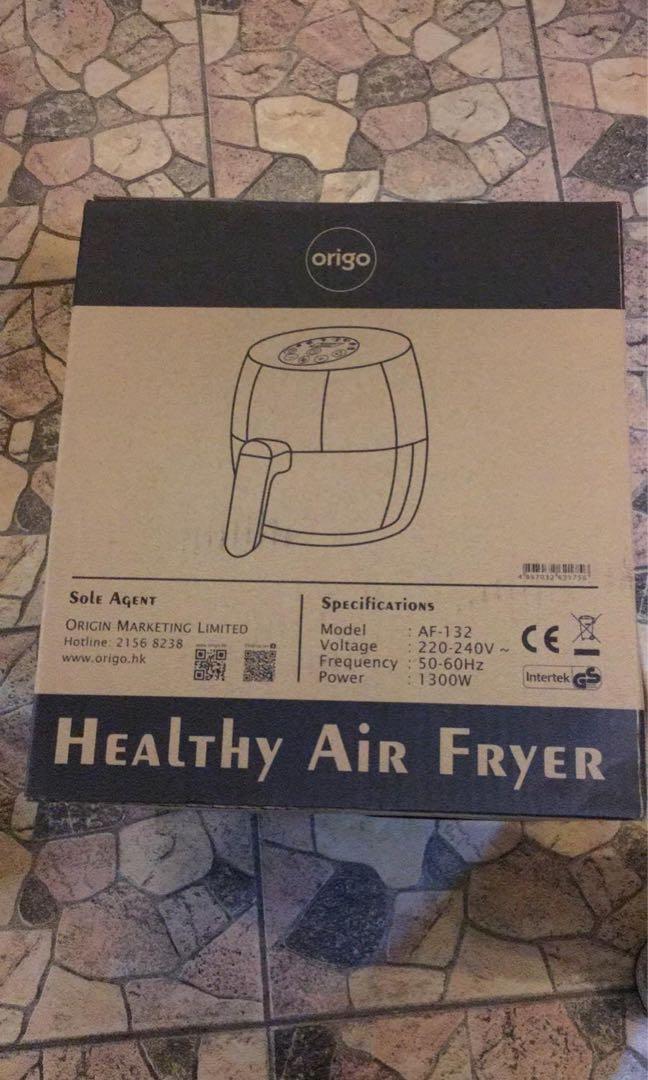 origo
Sole Agent
Origin Marketing Limited
Hotline: 2156 8238
www.origo.hk
Specifications
Model : AF-132
Voltage : 220-240V ~
Frequency : 50-60Hz
Power : 1300W
CE
Intertek GS
Healthy Air Fryer